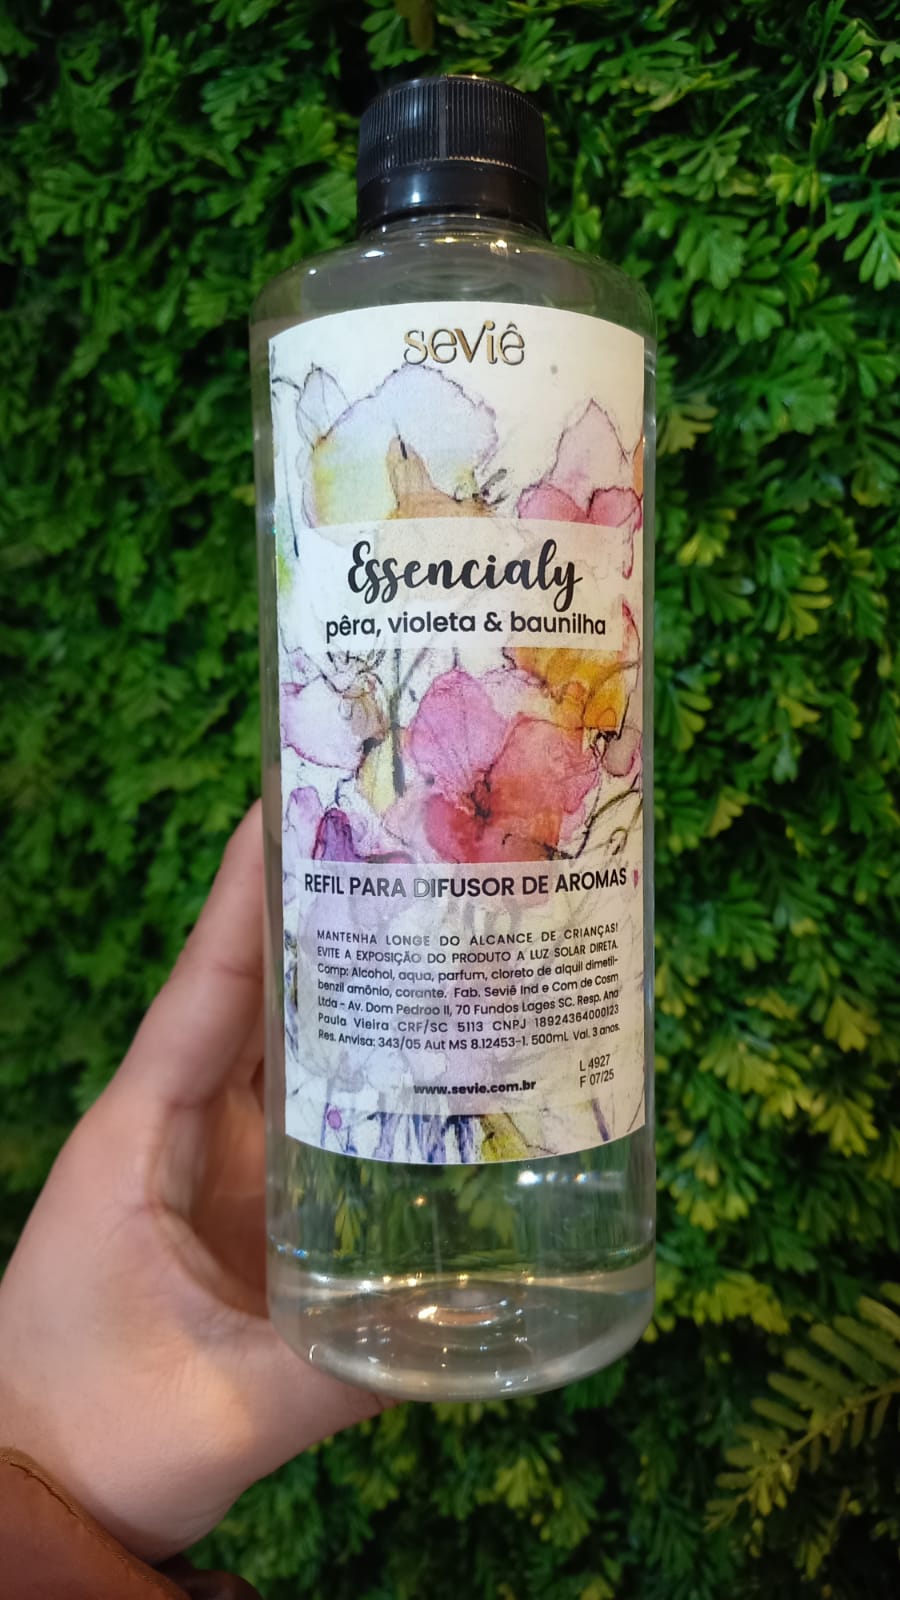 seviê
Essencialy
pêra, violeta & baunilha
REFIL PARA DIFUSOR DE AROMAS
MANTENHA LONGE DO ALCANCE DE CRIANÇAS!
EVITE A EXPOSIÇÃO DO PRODUTO A LUZ SOLAR DIRETA.
Comp: Alcohol, aqua, parfum, cloreto de alquil dimetil-
benzil amônio, corante. Fab. Seviê Ind e Com de Cosm
Ltda - Av. Dom Pedroo II, 70 Fundos Lages SC. Resp. Ana
Paula Vieira CRF/SC 5113 CNPJ 18924364000123
Res. Anvisa: 343/05 Aut MS 8.12453-1. 500mL Val. 3 anos.
L 4927
F 07/25
www.sevie.com.br